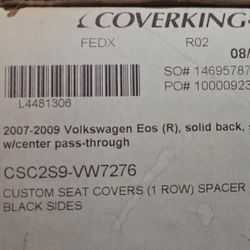 COVERKING
FEDX R02
08/
SO# 14695787
PO# 10000923
L4481306
2007-2009 Volkswagen Eos (R), solid back,
w/center pass-through
CSC2S9-VW7276
CUSTOM SEAT COVERS (1 ROW) SPACER
BLACK SIDES